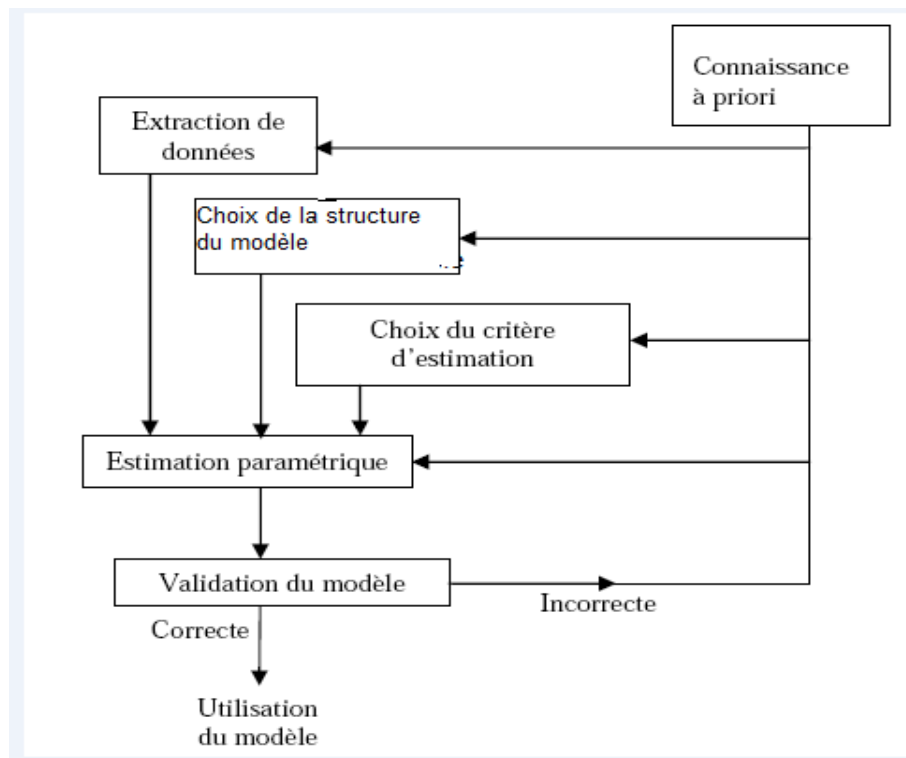 Connaissance
à priori
Extraction de
données
Choix de la structure
du modèle
Choix du critère
d'estimation
Estimation paramétrique
Validation du modèle
Incorrecte
Correcte
Utilisation
du modèle